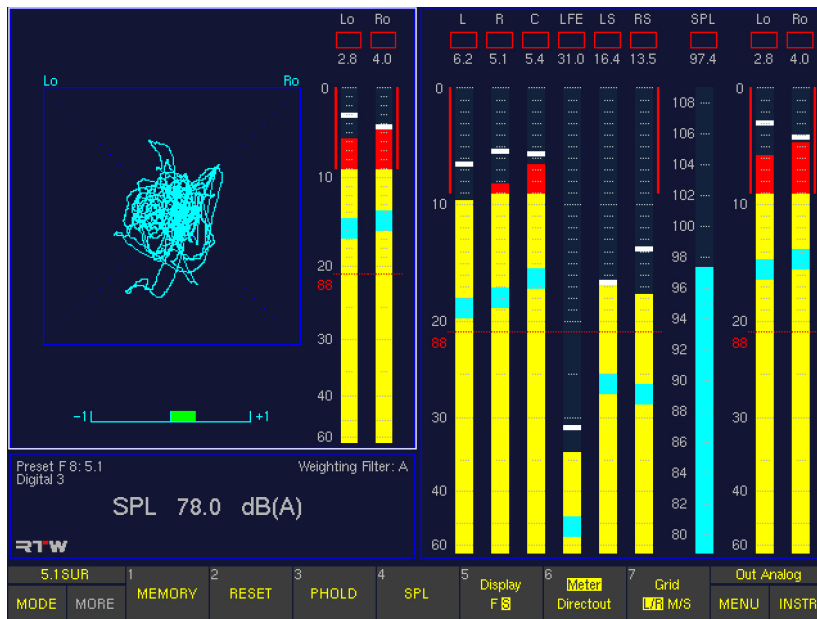 Lo Ro
2.8 4.0
Lo Ro
0
10
20
88
30
40
60
-1 +1
L R C LFE LS RS SPL Lo Ro
6.2 5.1 5.4 31.0 16.4 13.5 97.4 2.8 4.0
0 108 0
106
104
102
10 100 10
98
96
20 94 20
88 92 88
90
30 88 30
86
84
40 82 40
80
60 60
Preset F 8: 5.1 Weighting Filter: A
Digital 3
SPL 78.0 dB(A)
RTW
5.1SUR 1 2 3 4 5 6 7 Out Analog
MODE MORE MEMORY RESET PHOLD SPL Display Meter Grid MENU INSTR
F S Directout L/R M/S